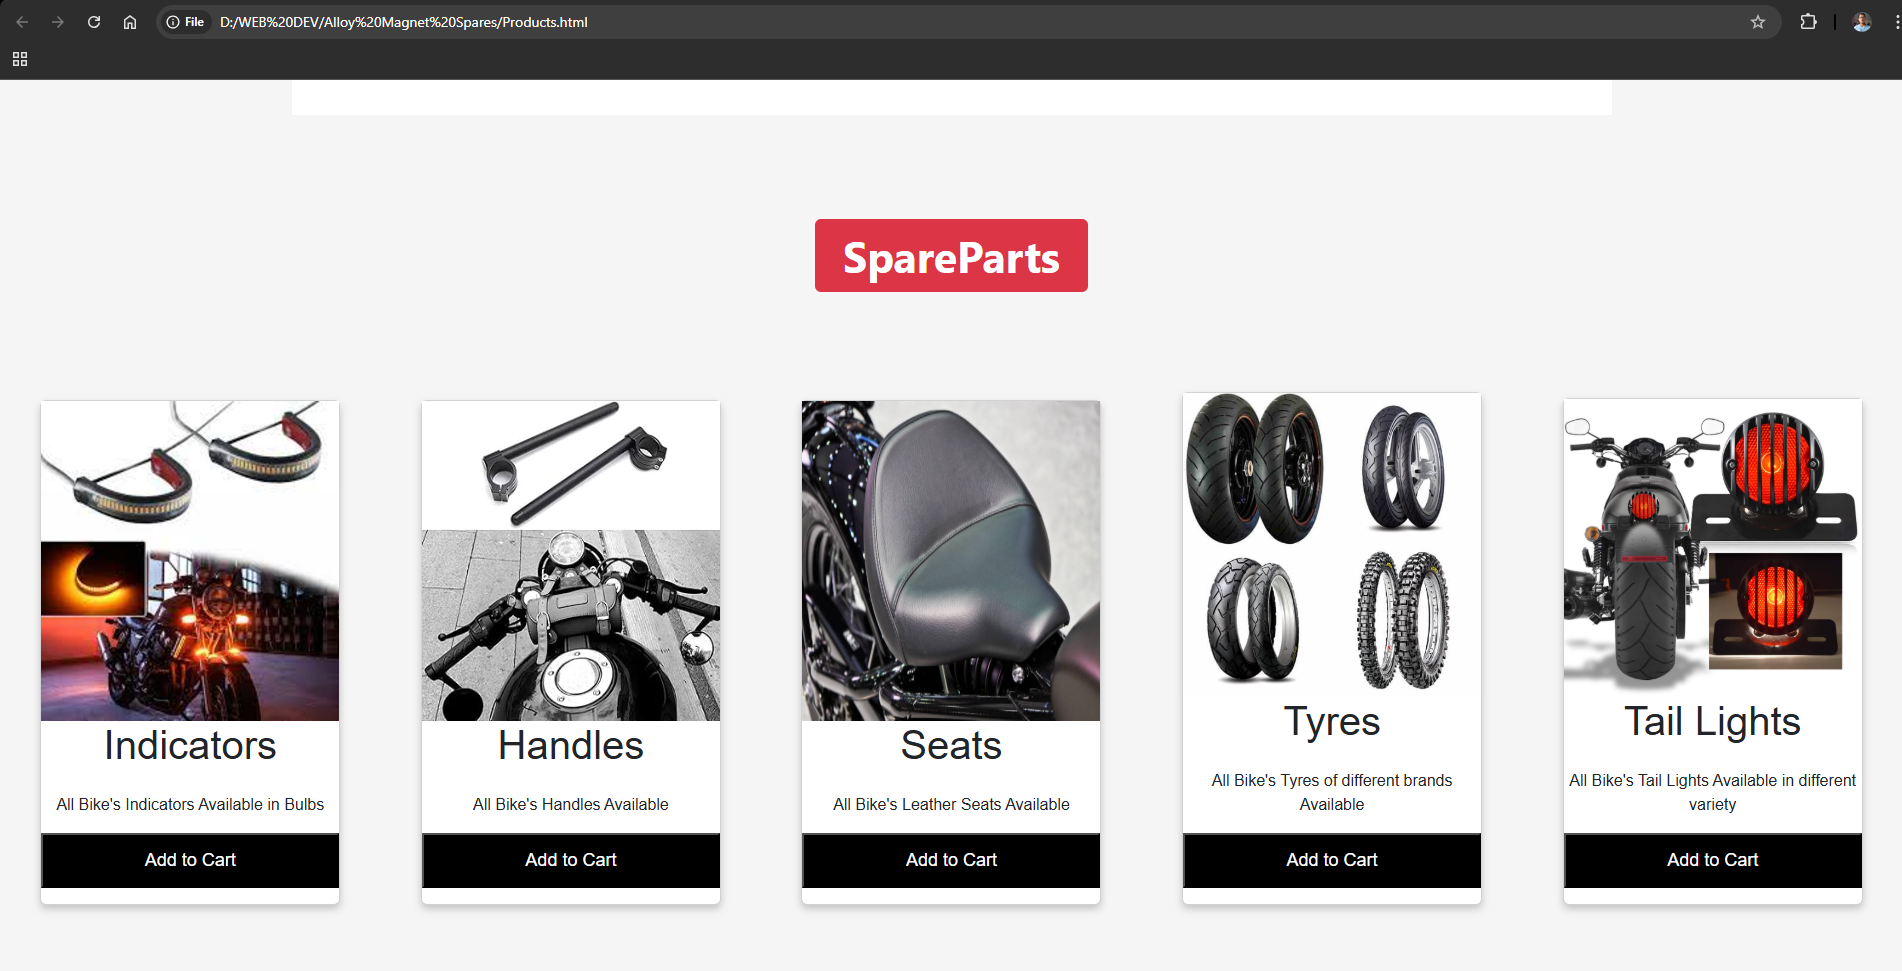 File
D:/WEB%20DEV/Alloy%20Magnet%20Spares/Products.html
SpareParts
Indicators
All Bike's Indicators Available in Bulbs
Add to Cart
Handles
All Bike's Handles Available
Add to Cart
Seats
All Bike's Leather Seats Available
Add to Cart
Tyres
All Bike's Tyres of different brands
Available
Add to Cart
Tail Lights
All Bike's Tail Lights Available in different
variety
Add to Cart